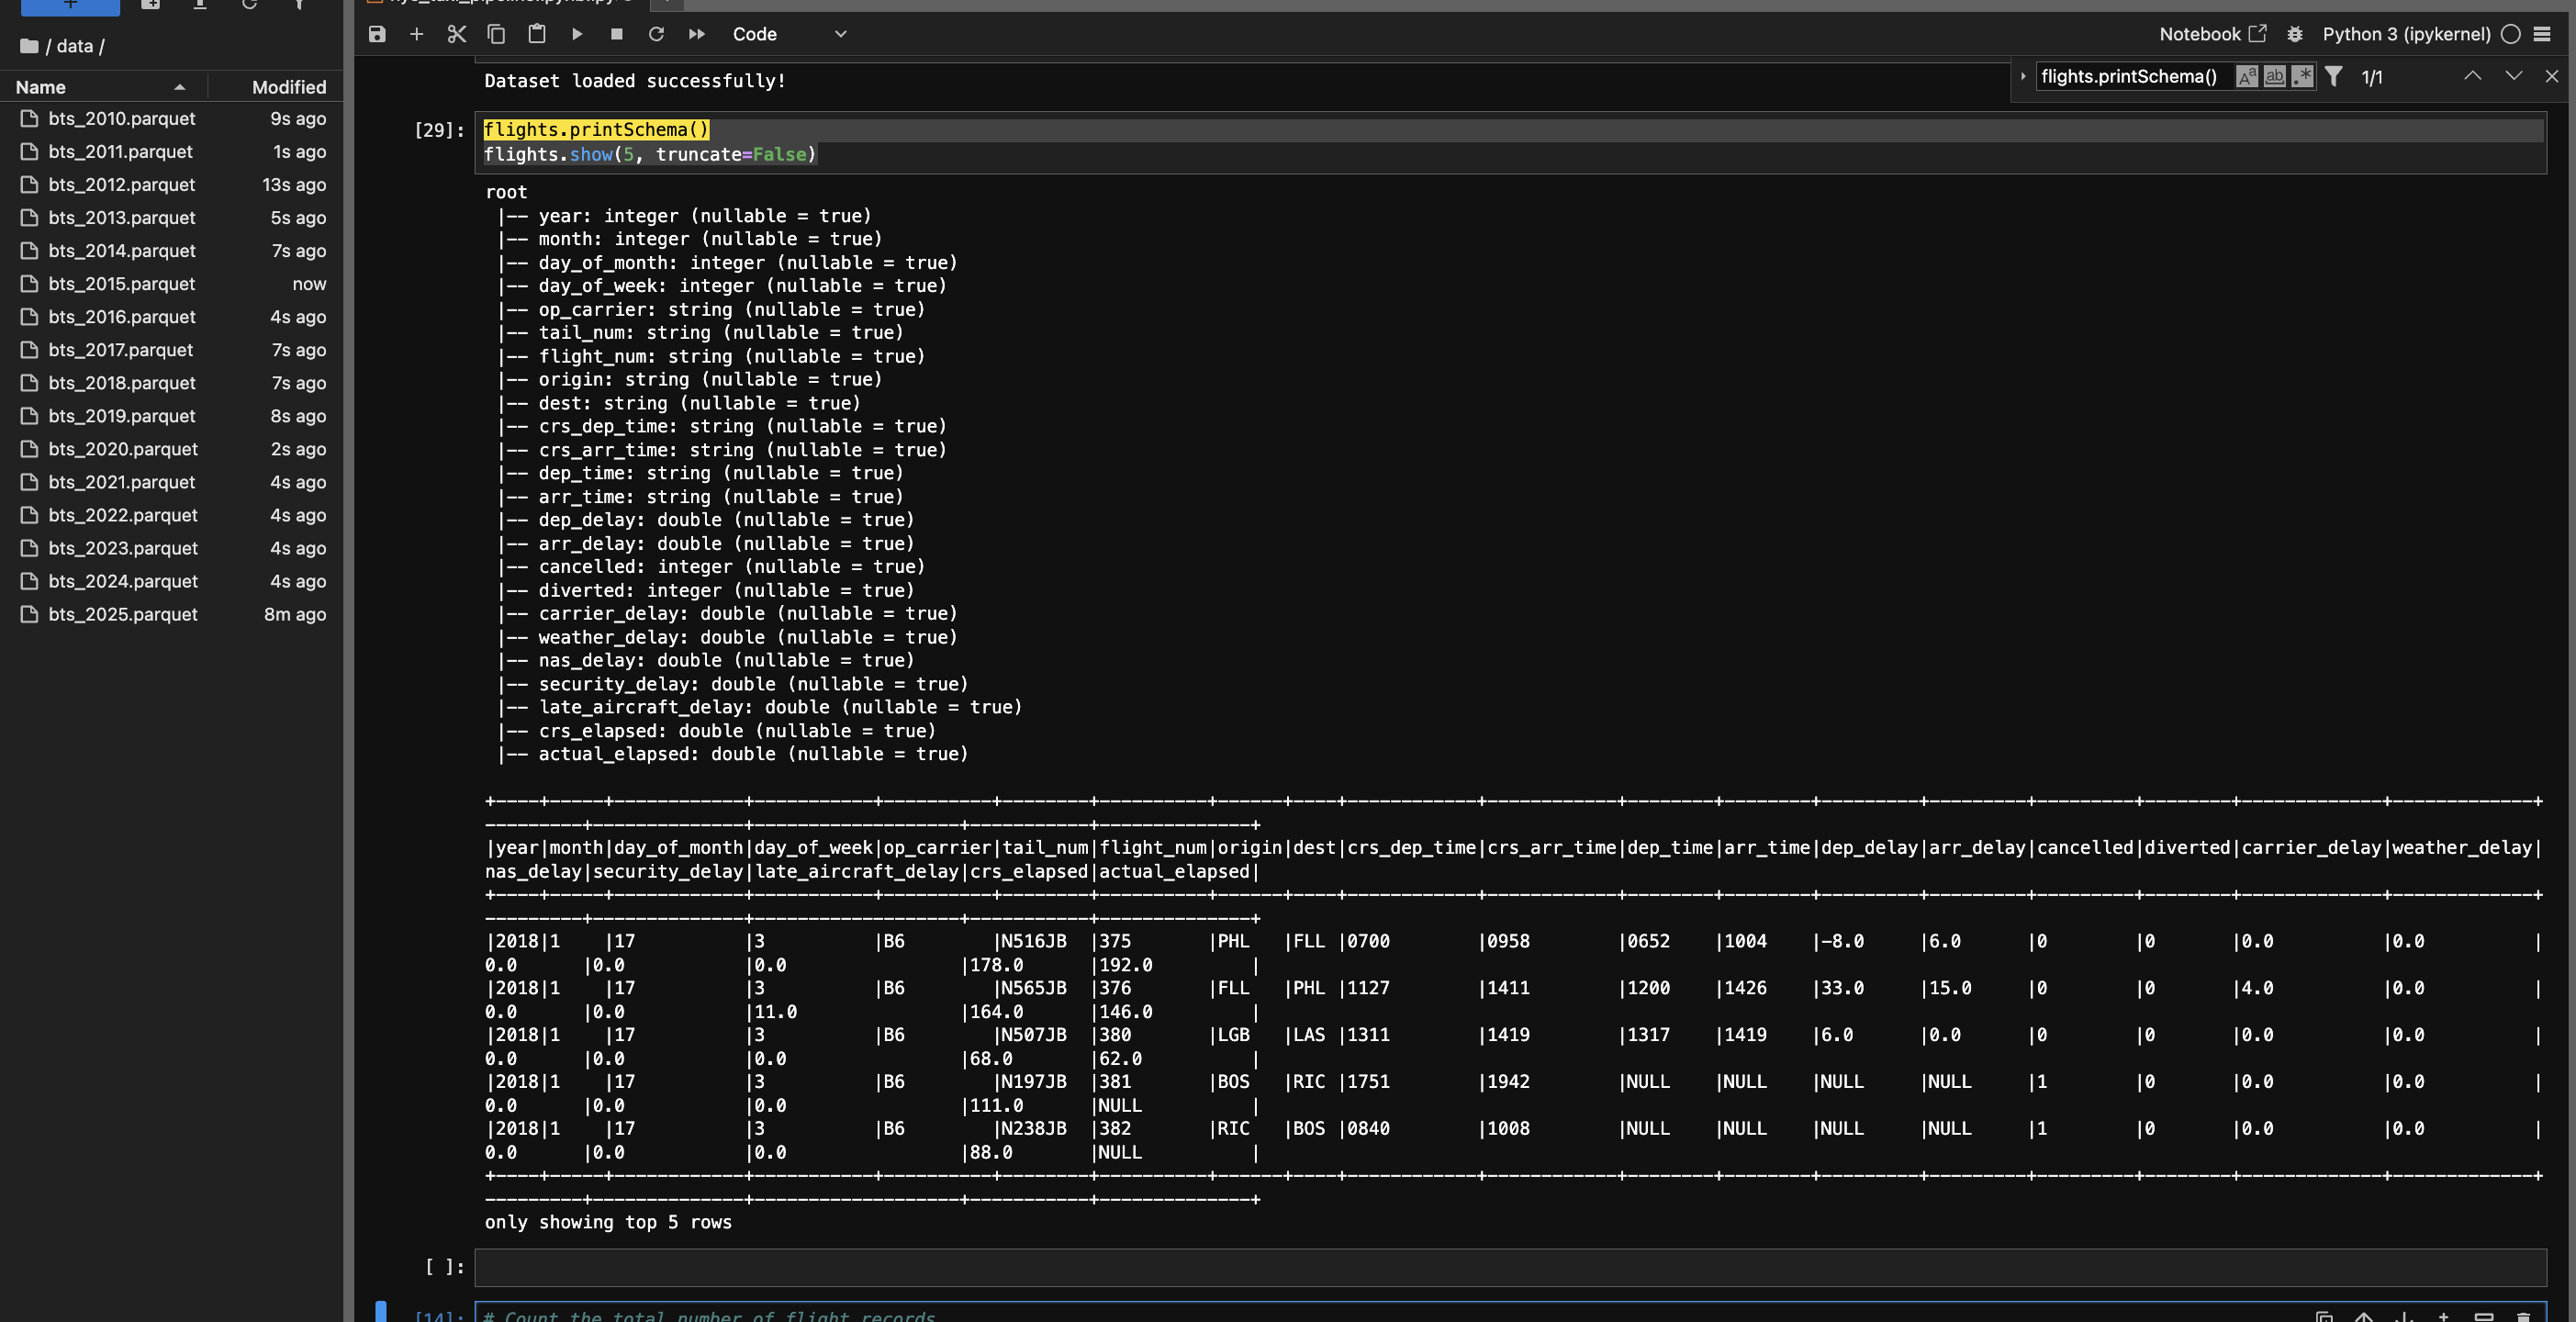 / data /
Name Modified
bts_2010.parquet 9s ago
bts_2011.parquet 1s ago
bts_2012.parquet 13s ago
bts_2013.parquet 5s ago
bts_2014.parquet 7s ago
bts_2015.parquet now
bts_2016.parquet 4s ago
bts_2017.parquet 7s ago
bts_2018.parquet 7s ago
bts_2019.parquet 8s ago
bts_2020.parquet 2s ago
bts_2021.parquet 4s ago
bts_2022.parquet 4s ago
bts_2023.parquet 4s ago
bts_2024.parquet 4s ago
bts_2025.parquet 8m ago
Code Notebook Python 3 (ipykernel)
flights.printSchema() Aa ab .* 1/1
Dataset loaded successfully!
[29]: flights.printSchema()
flights.show(5, truncate=False)
root
|-- year: integer (nullable = true)
|-- month: integer (nullable = true)
|-- day_of_month: integer (nullable = true)
|-- day_of_week: integer (nullable = true)
|-- op_carrier: string (nullable = true)
|-- tail_num: string (nullable = true)
|-- flight_num: string (nullable = true)
|-- origin: string (nullable = true)
|-- dest: string (nullable = true)
|-- crs_dep_time: string (nullable = true)
|-- crs_arr_time: string (nullable = true)
|-- dep_time: string (nullable = true)
|-- arr_time: string (nullable = true)
|-- dep_delay: double (nullable = true)
|-- arr_delay: double (nullable = true)
|-- cancelled: integer (nullable = true)
|-- diverted: integer (nullable = true)
|-- carrier_delay: double (nullable = true)
|-- weather_delay: double (nullable = true)
|-- nas_delay: double (nullable = true)
|-- security_delay: double (nullable = true)
|-- late_aircraft_delay: double (nullable = true)
|-- crs_elapsed: double (nullable = true)
|-- actual_elapsed: double (nullable = true)
+----+-----+------------+-----------+----------+--------+----------+------+----+------------+------------+--------+--------+---------+---------+---------+--------+-------------+-------------+
---------+--------------+-------------------+-----------+--------------+
|year|month|day_of_month|day_of_week|op_carrier|tail_num|flight_num|origin|dest|crs_dep_time|crs_arr_time|dep_time|arr_time|dep_delay|arr_delay|cancelled|diverted|carrier_delay|weather_delay|
nas_delay|security_delay|late_aircraft_delay|crs_elapsed|actual_elapsed|
+----+-----+------------+-----------+----------+--------+----------+------+----+------------+------------+--------+--------+---------+---------+---------+--------+-------------+-------------+
---------+--------------+-------------------+-----------+--------------+
|2018|1    |17          |3          |B6        |N516JB  |375       |PHL   |FLL |0700        |0958        |0652    |1004    |-8.0     |6.0      |0        |0       |0.0          |0.0          |
0.0      |0.0           |0.0                |178.0      |192.0         |
|2018|1    |17          |3          |B6        |N565JB  |376       |FLL   |PHL |1127        |1411        |1200    |1426    |33.0     |15.0     |0        |0       |4.0          |0.0          |
0.0      |0.0           |11.0               |164.0      |146.0         |
|2018|1    |17          |3          |B6        |N507JB  |380       |LGB   |LAS |1311        |1419        |1317    |1419    |6.0      |0.0      |0        |0       |0.0          |0.0          |
0.0      |0.0           |0.0                |68.0       |62.0          |
|2018|1    |17          |3          |B6        |N197JB  |381       |BOS   |RIC |1751        |1942        |NULL    |NULL    |NULL     |NULL     |1        |0       |0.0          |0.0          |
0.0      |0.0           |0.0                |111.0      |NULL          |
|2018|1    |17          |3          |B6        |N238JB  |382       |RIC   |BOS |0840        |1008        |NULL    |NULL    |NULL     |NULL     |1        |0       |0.0          |0.0          |
0.0      |0.0           |0.0                |88.0       |NULL          |
+----+-----+------------+-----------+----------+--------+----------+------+----+------------+------------+--------+--------+---------+---------+---------+--------+-------------+-------------+
---------+--------------+-------------------+-----------+--------------+
only showing top 5 rows
[ ]:
[14]: # Count the total number of flight records